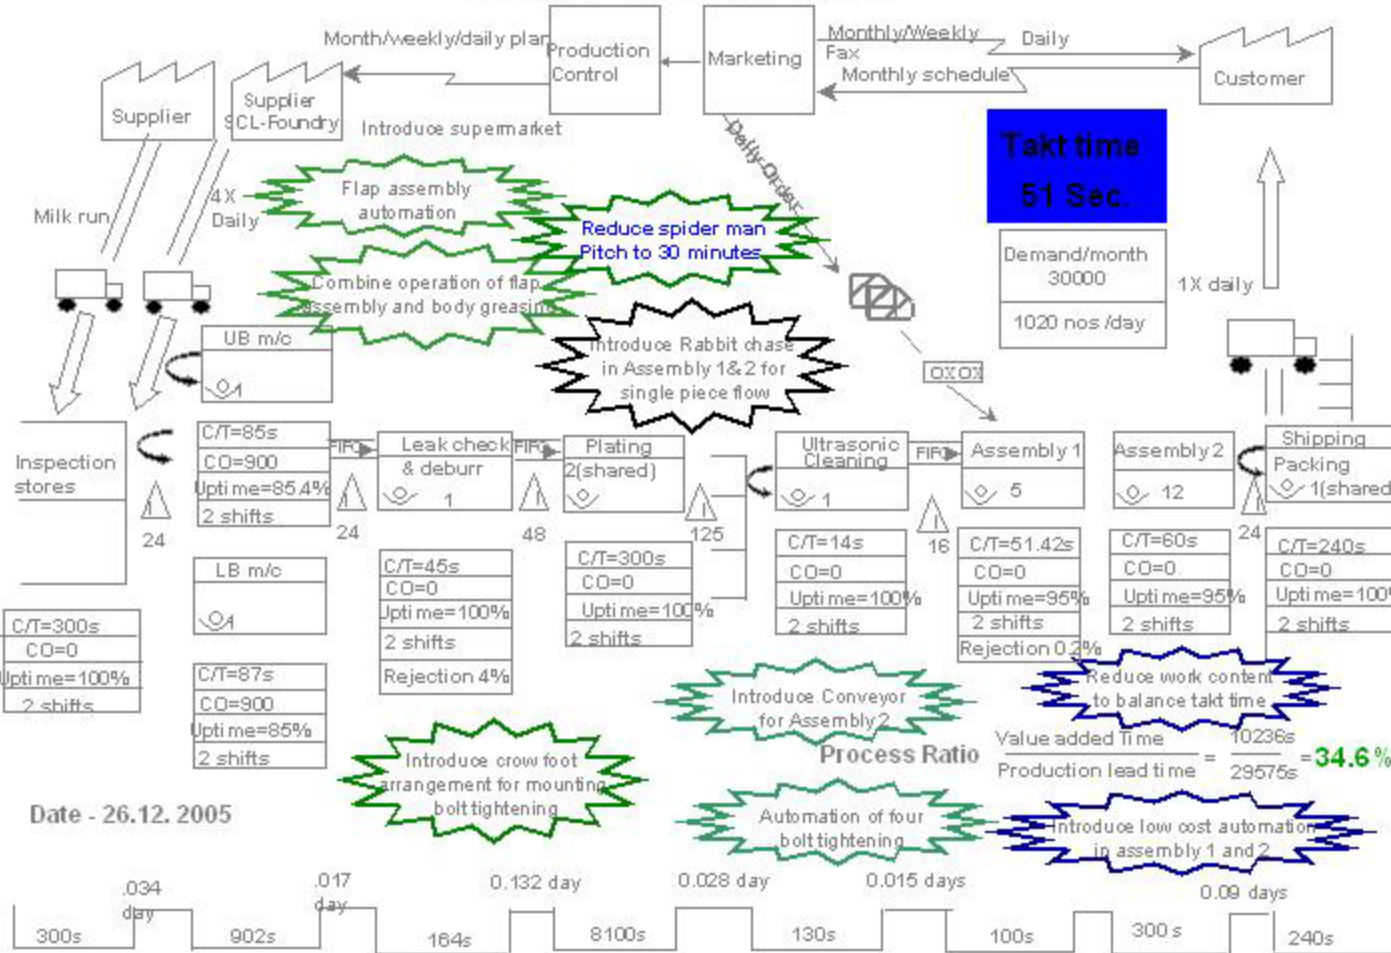 Month/weekly/daily plan
Production
Control
Marketing
Monthly/Weekly
Fax
Daily
Monthly schedule
Customer
Supplier
Supplier
SCL-Foundry
Introduce supermarket
Daily Order
Takt time
51 Sec.
Milk run
4X
Daily
Flap assembly
automation
Reduce spider man
Pitch to 30 minutes
Combine operation of flap
assembly and body greasing
Introduce Rabbit chase
in Assembly 1&2 for
single piece flow
Demand/month
30000
1020 nos /day
1X daily
OXOX
UB m/c
1
Inspection
stores
C/T=85s
CO=900
Uptime=85.4%
2 shifts
FIFO
Leak check
& deburr
1
FIFO
Plating
2(shared)
Ultrasonic
Cleaning
1
FIFO
Assembly 1
5
Assembly 2
12
Shipping
Packing
1(shared
24
24
48
125
16
24
LB m/c
1
C/T=300s
CO=0
Uptime=100%
2 shifts
C/T=87s
CO=900
Uptime=85%
2 shifts
C/T=45s
CO=0
Uptime=100%
2 shifts
Rejection 4%
C/T=300s
CO=0
Uptime=100%
2 shifts
C/T=14s
CO=0
Uptime=100%
2 shifts
C/T=51.42s
CO=0
Uptime=95%
2 shifts
Rejection 0.2%
C/T=60s
CO=0
Uptime=95%
2 shifts
C/T=240s
CO=0
Uptime=100%
2 shifts
Introduce Conveyor
for Assembly 2
Reduce work content
to balance takt time
Introduce crow foot
arrangement for mounting
bolt tightening
Process Ratio
Value added Time
Production lead time
=
10236s
29575s
=34.6%
Automation of four
bolt tightening
Introduce low cost automation
in assembly 1 and 2
Date - 26.12. 2005
.034
day
.017
day
0.132 day
0.028 day
0.015 days
0.09 days
300s
902s
164s
8100s
130s
100s
300 s
240s